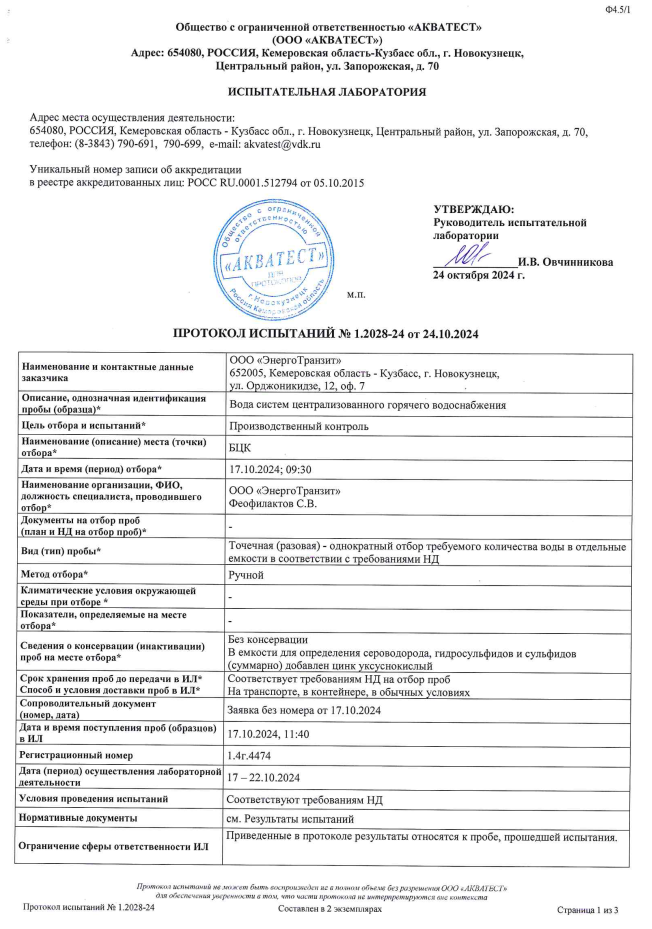 Ф4.5/1
Общество с ограниченной ответственностью «АКВАТЕСТ»
(ООО «АКВАТЕСТ»)
Адрес: 654080, РОССИЯ, Кемеровская область-Кузбасс обл., г. Новокузнецк,
Центральный район, ул. Запорожская, д. 70
ИСПЫТАТЕЛЬНАЯ ЛАБОРАТОРИЯ
Адрес места осуществления деятельности:
654080, РОССИЯ, Кемеровская область - Кузбасс обл., г. Новокузнецк, Центральный район, ул. Запорожская, д. 70,
телефон: (8-3843) 790-691, 790-699, e-mail: akvatest@vdk.ru
Уникальный номер записи об аккредитации
в реестре аккредитованных лиц: РОСС RU.0001.512794 от 05.10.2015
УТВЕРЖДАЮ:
Руководитель испытательной
лаборатории
И.В. Овчинникова
24 октября 2024 г.
Общество с ограниченной
ответственностью
«АКВАТЕСТ»
ДЛЯ
ПРОТОКОЛОВ
г. Новокузнецк
Россия Кемеровская область
м.п.
ПРОТОКОЛ ИСПЫТАНИЙ № 1.2028-24 от 24.10.2024
Наименование и контактные данные
заказчика
ООО «ЭнергоТранзит»
652005, Кемеровская область - Кузбасс, г. Новокузнецк,
ул. Орджоникидзе, 12, оф. 7
Описание, однозначная идентификация
пробы (образца)*
Вода систем централизованного горячего водоснабжения
Цель отбора и испытаний*
Производственный контроль
Наименование (описание) места (точки)
отбора*
БЦК
Дата и время (период) отбора*
17.10.2024; 09:30
Наименование организации, ФИО,
должность специалиста, проводившего
отбор*
ООО «ЭнергоТранзит»
Феофилактов С.В.
Документы на отбор проб
(план и НД на отбор проб)*
-
Вид (тип) пробы*
Точечная (разовая) - однократный отбор требуемого количества воды в отдельные
емкости в соответствии с требованиями НД
Метод отбора*
Ручной
Климатические условия окружающей
среды при отборе *
-
Показатели, определяемые на месте
отбора*
-
Сведения о консервации (инактивации)
проб на месте отбора*
Без консервации
В емкости для определения сероводорода, гидросульфидов и сульфидов
(суммарно) добавлен цинк уксуснокислый
Срок хранения проб до передачи в ИЛ*
Способ и условия доставки проб в ИЛ*
Соответствует требованиям НД на отбор проб
На транспорте, в контейнере, в обычных условиях
Сопроводительный документ
(номер, дата)
Заявка без номера от 17.10.2024
Дата и время поступления проб (образцов)
в ИЛ
17.10.2024, 11:40
Регистрационный номер
1.4г.4474
Дата (период) осуществления лабораторной
деятельности
17 – 22.10.2024
Условия проведения испытаний
Соответствуют требованиям НД
Нормативные документы
см. Результаты испытаний
Ограничение сферы ответственности ИЛ
Приведенные в протоколе результаты относятся к пробе, прошедшей испытания.
Протокол испытаний не может быть воспроизведен не в полном объеме без разрешения ООО «АКВАТЕСТ»
для обеспечения уверенности в том, что части протокола не интерпретируются вне контекста
Протокол испытаний № 1.2028-24
Составлен в 2 экземплярах
Страница 1 из 3